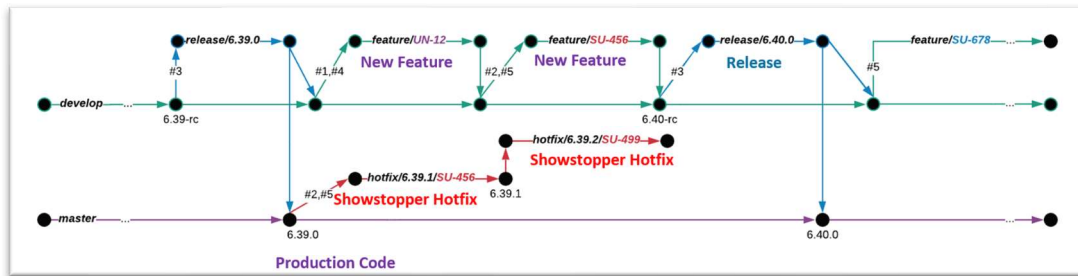 release/6.39.0
feature/UN-12
feature/SU-456
release/6.40.0
feature/SU-678 ...
New Feature
New Feature
Release
#3
#1,#4
#2,#5
#3
#5
develop ...
...
6.39-rc
6.40-rc
hotfix/6.39.2/SU-499
Showstopper Hotfix
hotfix/6.39.1/SU-456
#2,#5
Showstopper Hotfix
6.39.1
master ...
...
6.39.0
6.40.0
Production Code